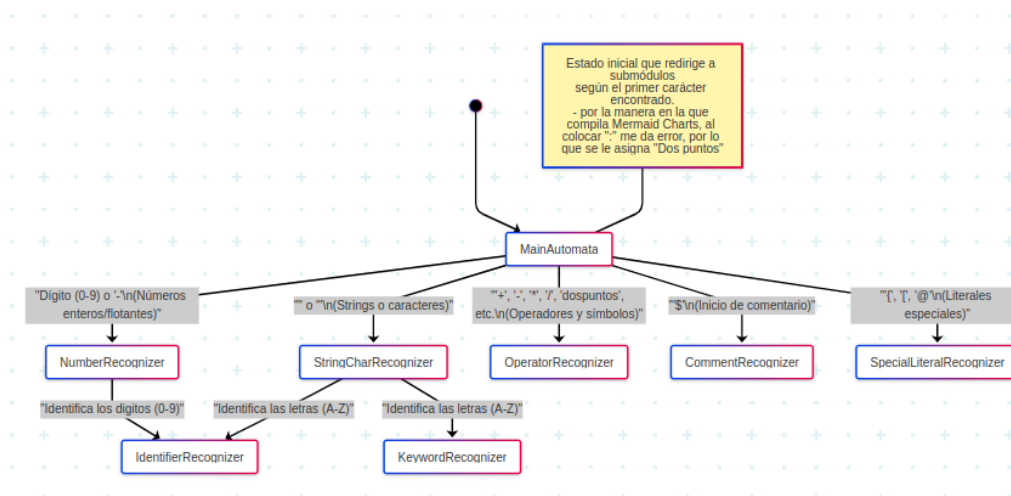 Estado inicial que redirige a
submódulos
según el primer carácter
encontrado.
- por la manera en la que
compila Mermaid Charts, al
colocar ":" me da error, por lo
que se le asigna "Dos puntos"
MainAutomata
"Dígito (0-9) o '-'\n(Números
enteros/flotantes)"
"'" o '"'\n(Strings o caracteres)"
"'+', '-', '*', '/', 'dospuntos',
etc.\n(Operadores y símbolos)"
"'$'\n(Inicio de comentario)"
"'{', '[', '@'\n(Literales
especiales)"
NumberRecognizer
StringCharRecognizer
OperatorRecognizer
CommentRecognizer
SpecialLiteralRecognizer
"Identifica los digitos (0-9)"
"Identifica las letras (A-Z)"
"Identifica las letras (A-Z)"
IdentifierRecognizer
KeywordRecognizer